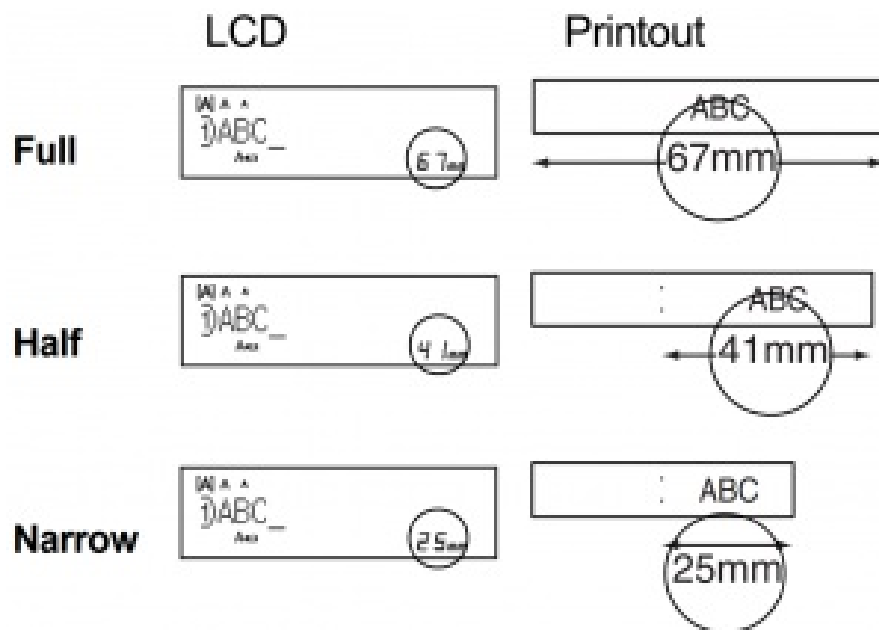 LCD Printout
Full
[A] A A
1)ABC_
67mm
ABC
67mm
Half
[A] A A
1)ABC_
41mm
ABC
41mm
Narrow
[A] A A
1)ABC_
25mm
ABC
25mm